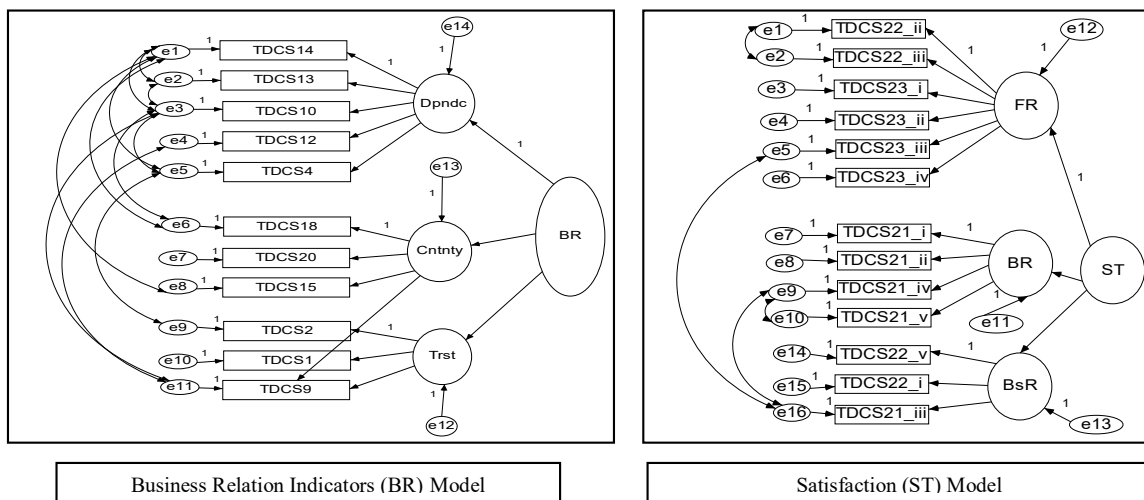 e14
1
e1
1
TDCS14
1
e2
1
TDCS13
e3
1
TDCS10
Dpndc
e4
1
TDCS12
e5
1
TDCS4
1
e13
1
e6
1
TDCS18
1
e7
1
TDCS20
Cntnty
BR
e8
1
TDCS15
e9
1
TDCS2
1
e10
1
TDCS1
Trst
e11
1
TDCS9
1
e12
Business Relation Indicators (BR) Model
e1
1
TDCS22_ii
e12
1
1
e2
1
TDCS22_iii
e3
1
TDCS23_i
FR
e4
1
TDCS23_ii
e5
1
TDCS23_iii
e6
1
TDCS23_iv
1
e7
1
TDCS21_i
1
e8
1
TDCS21_ii
BR
ST
e9
1
TDCS21_iv
e10
1
TDCS21_v
1
e11
e14
1
TDCS22_v
1
e15
1
TDCS22_i
BsR
e16
1
TDCS21_iii
1
e13
Satisfaction (ST) Model